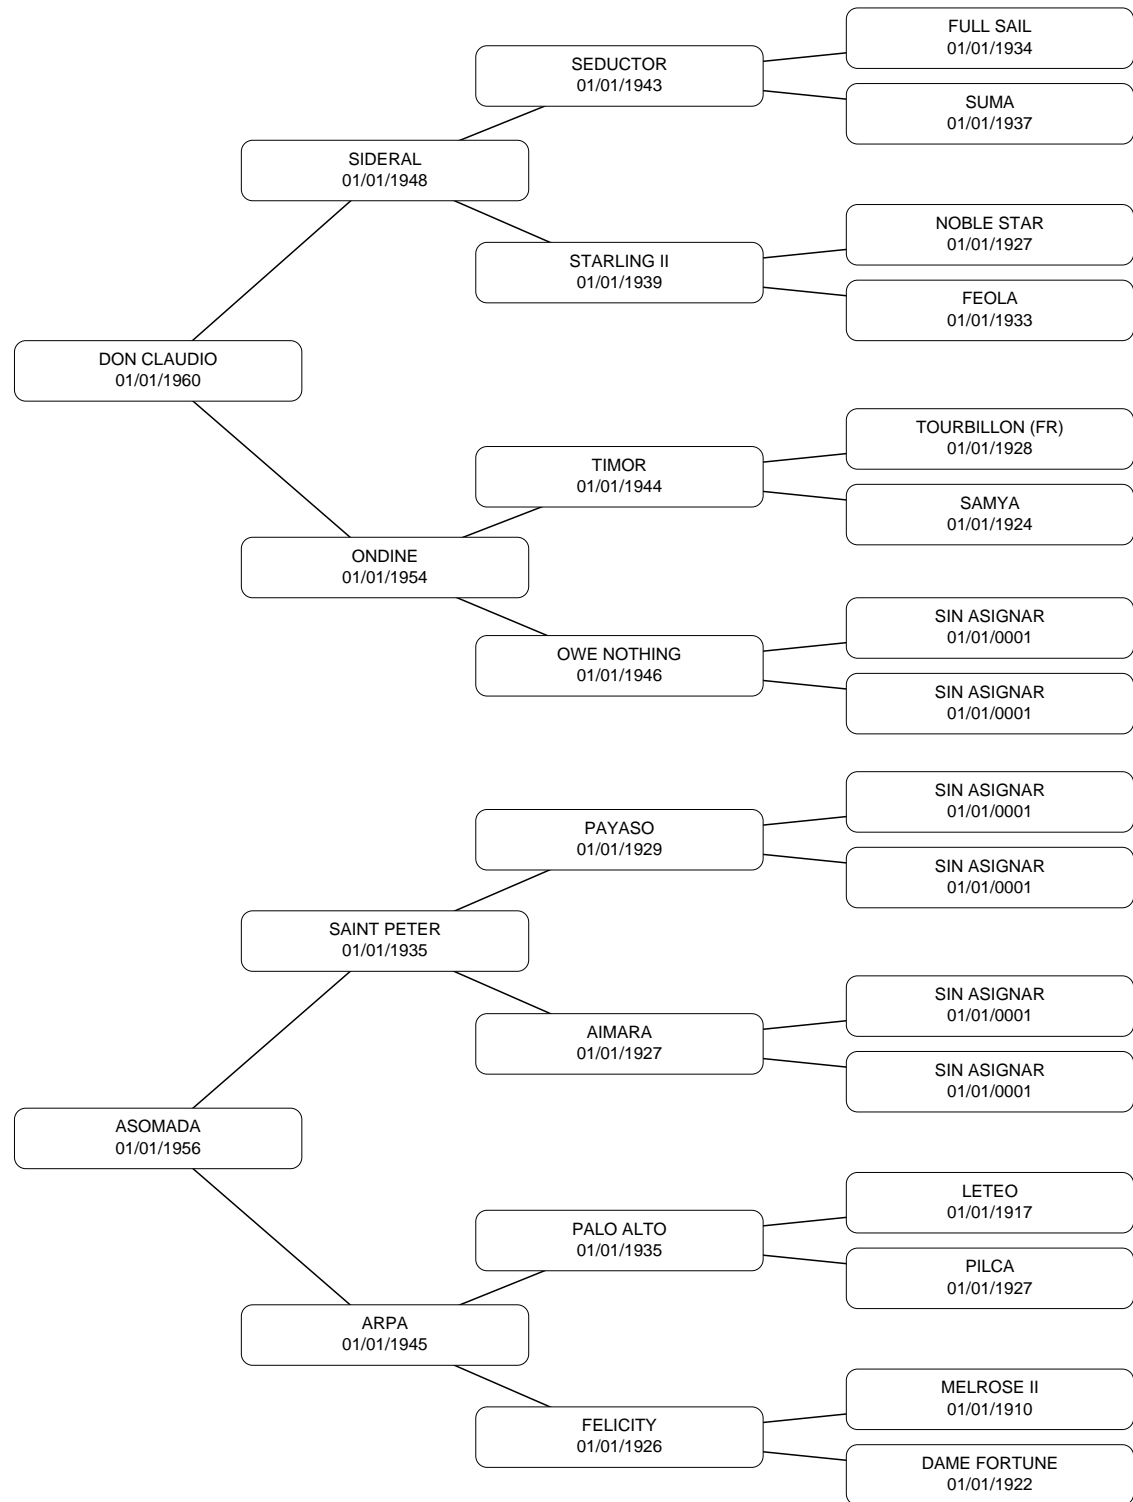 FULL SAIL
01/01/1934
SEDUCTOR
01/01/1943
SUMA
01/01/1937
SIDERAL
01/01/1948
NOBLE STAR
01/01/1927
STARLING II
01/01/1939
FEOLA
01/01/1933
DON CLAUDIO
01/01/1960
TOURBILLON (FR)
01/01/1928
TIMOR
01/01/1944
SAMYA
01/01/1924
ONDINE
01/01/1954
SIN ASIGNAR
01/01/0001
OWE NOTHING
01/01/1946
SIN ASIGNAR
01/01/0001
SIN ASIGNAR
01/01/0001
PAYASO
01/01/1929
SIN ASIGNAR
01/01/0001
SAINT PETER
01/01/1935
SIN ASIGNAR
01/01/0001
AIMARA
01/01/1927
SIN ASIGNAR
01/01/0001
ASOMADA
01/01/1956
LETEO
01/01/1917
PALO ALTO
01/01/1935
PILCA
01/01/1927
ARPA
01/01/1945
MELROSE II
01/01/1910
FELICITY
01/01/1926
DAME FORTUNE
01/01/1922